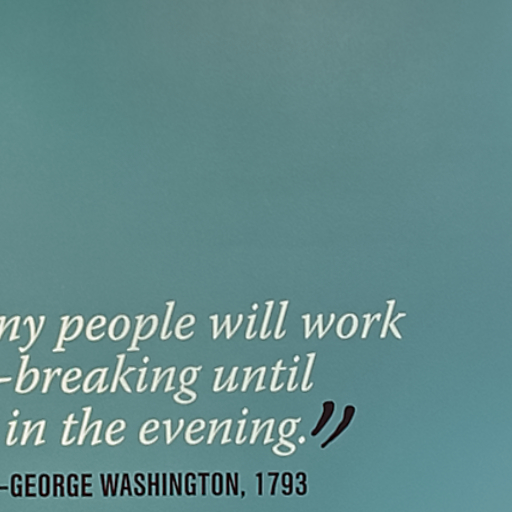 ny people will work
-breaking until
in the evening.”
–GEORGE WASHINGTON, 1793